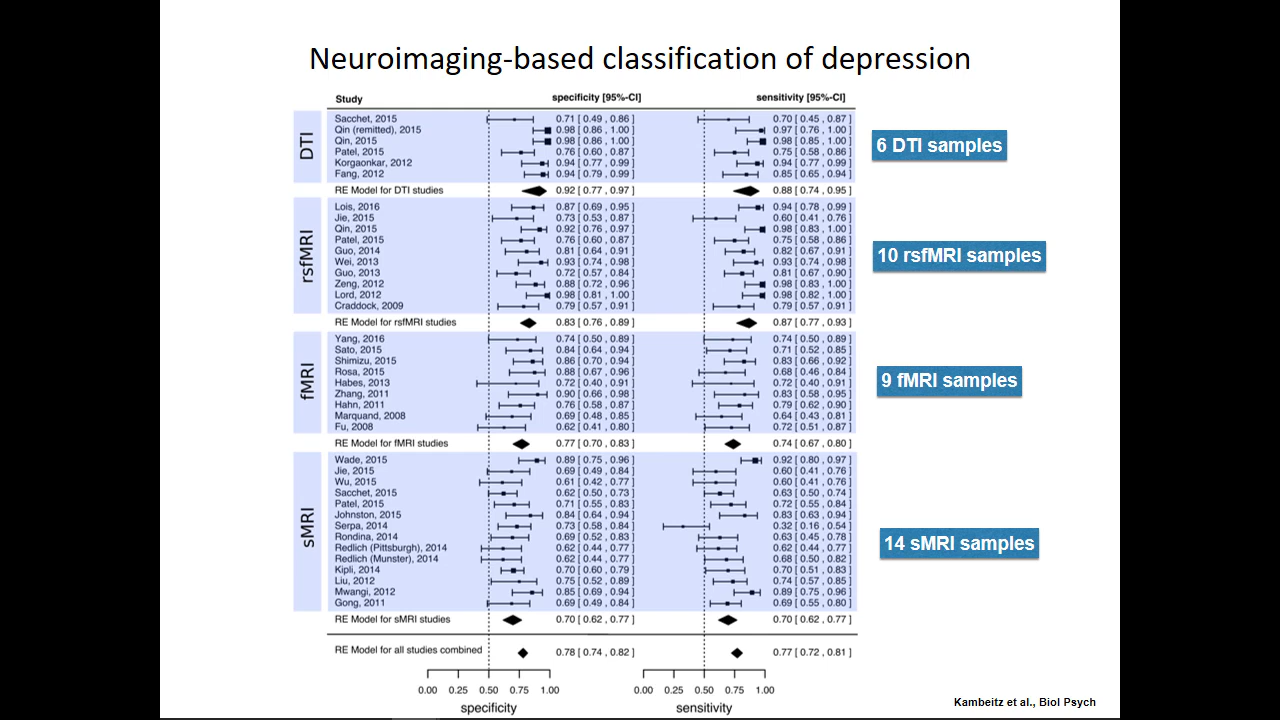 Neuroimaging-based classification of depression
Study specificity [95%-CI] sensitivity [95%-CI]
DTI
Sacchet, 2015 0.71 [ 0.49 , 0.86 ] 0.70 [ 0.45 , 0.87 ]
Qin (remitted), 2015 0.98 [ 0.86 , 1.00 ] 0.97 [ 0.76 , 1.00 ]
Qin, 2015 0.98 [ 0.86 , 1.00 ] 0.98 [ 0.85 , 1.00 ]
Patel, 2015 0.76 [ 0.60 , 0.87 ] 0.75 [ 0.58 , 0.86 ]
Korgaonkar, 2012 0.94 [ 0.77 , 0.99 ] 0.94 [ 0.77 , 0.99 ]
Fang, 2012 0.94 [ 0.79 , 0.99 ] 0.85 [ 0.65 , 0.94 ]
6 DTI samples
RE Model for DTI studies 0.92 [ 0.77 , 0.97 ] 0.88 [ 0.74 , 0.95 ]
rsfMRI
Lois, 2016 0.87 [ 0.69 , 0.95 ] 0.94 [ 0.78 , 0.99 ]
Jie, 2015 0.73 [ 0.53 , 0.87 ] 0.60 [ 0.41 , 0.76 ]
Qin, 2015 0.92 [ 0.76 , 0.97 ] 0.98 [ 0.83 , 1.00 ]
Patel, 2015 0.76 [ 0.60 , 0.87 ] 0.75 [ 0.58 , 0.86 ]
Guo, 2014 0.81 [ 0.64 , 0.91 ] 0.82 [ 0.67 , 0.91 ]
Wei, 2013 0.93 [ 0.74 , 0.98 ] 0.93 [ 0.74 , 0.98 ]
Guo, 2013 0.72 [ 0.57 , 0.84 ] 0.81 [ 0.67 , 0.90 ]
Zeng, 2012 0.88 [ 0.72 , 0.96 ] 0.98 [ 0.83 , 1.00 ]
Lord, 2012 0.98 [ 0.81 , 1.00 ] 0.98 [ 0.82 , 1.00 ]
Craddock, 2009 0.79 [ 0.57 , 0.91 ] 0.79 [ 0.57 , 0.91 ]
10 rsfMRI samples
RE Model for rsfMRI studies 0.83 [ 0.76 , 0.89 ] 0.87 [ 0.77 , 0.93 ]
fMRI
Yang, 2016 0.74 [ 0.50 , 0.89 ] 0.74 [ 0.50 , 0.89 ]
Sato, 2015 0.84 [ 0.64 , 0.94 ] 0.71 [ 0.52 , 0.85 ]
Shimizu, 2015 0.86 [ 0.70 , 0.94 ] 0.83 [ 0.66 , 0.92 ]
Rosa, 2015 0.88 [ 0.67 , 0.96 ] 0.68 [ 0.46 , 0.84 ]
Habes, 2013 0.72 [ 0.40 , 0.91 ] 0.72 [ 0.40 , 0.91 ]
Zhang, 2011 0.90 [ 0.66 , 0.98 ] 0.83 [ 0.58 , 0.95 ]
Hahn, 2011 0.76 [ 0.58 , 0.87 ] 0.79 [ 0.62 , 0.90 ]
Marquand, 2008 0.69 [ 0.48 , 0.85 ] 0.64 [ 0.43 , 0.81 ]
Fu, 2008 0.62 [ 0.41 , 0.80 ] 0.72 [ 0.51 , 0.87 ]
9 fMRI samples
RE Model for fMRI studies 0.77 [ 0.70 , 0.83 ] 0.74 [ 0.67 , 0.80 ]
sMRI
Wade, 2015 0.89 [ 0.75 , 0.96 ] 0.92 [ 0.80 , 0.97 ]
Jie, 2015 0.69 [ 0.49 , 0.84 ] 0.60 [ 0.41 , 0.76 ]
Wu, 2015 0.61 [ 0.42 , 0.77 ] 0.60 [ 0.41 , 0.76 ]
Sacchet, 2015 0.62 [ 0.50 , 0.73 ] 0.63 [ 0.50 , 0.74 ]
Patel, 2015 0.71 [ 0.55 , 0.83 ] 0.72 [ 0.55 , 0.84 ]
Johnston, 2015 0.84 [ 0.64 , 0.94 ] 0.83 [ 0.63 , 0.94 ]
Serpa, 2014 0.73 [ 0.58 , 0.84 ] 0.32 [ 0.16 , 0.54 ]
Rondina, 2014 0.69 [ 0.52 , 0.83 ] 0.63 [ 0.45 , 0.78 ]
Redlich (Pittsburgh), 2014 0.62 [ 0.44 , 0.77 ] 0.62 [ 0.44 , 0.77 ]
Redlich (Munster), 2014 0.62 [ 0.44 , 0.77 ] 0.68 [ 0.50 , 0.82 ]
Kipli, 2014 0.70 [ 0.60 , 0.79 ] 0.70 [ 0.51 , 0.83 ]
Liu, 2012 0.75 [ 0.52 , 0.89 ] 0.74 [ 0.57 , 0.85 ]
Mwangi, 2012 0.85 [ 0.69 , 0.94 ] 0.89 [ 0.75 , 0.96 ]
Gong, 2011 0.69 [ 0.49 , 0.84 ] 0.69 [ 0.55 , 0.80 ]
14 sMRI samples
RE Model for sMRI studies 0.70 [ 0.62 , 0.77 ] 0.70 [ 0.62 , 0.77 ]
RE Model for all studies combined 0.78 [ 0.74 , 0.82 ] 0.77 [ 0.72 , 0.81 ]
0.00 0.25 0.50 0.75 1.00 0.00 0.25 0.50 0.75 1.00
specificity sensitivity
Kambeitz et al., Biol Psych